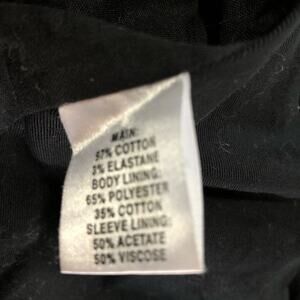 MAIN:
97% COTTON
3% ELASTANE
BODY LINING:
65% POLYESTER
35% COTTON
SLEEVE LINING:
50% ACETATE
50% VISCOSE